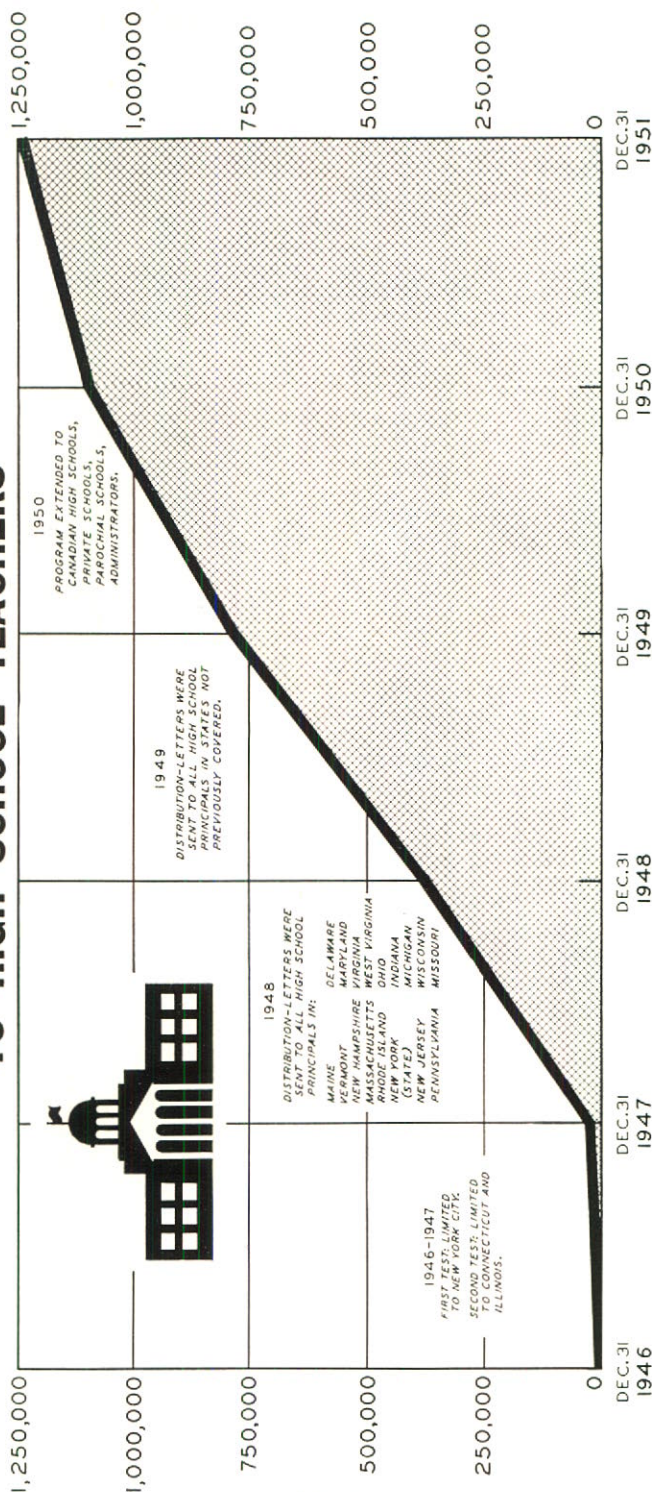 TO HIGH SCHOOL TEACHERS
1,250,000
1,000,000
750,000
500,000
250,000
0
1946-1947
FIRST TEST: LIMITED
TO NEW YORK CITY.
SECOND TEST: LIMITED
TO CONNECTICUT AND
ILLINOIS.
1948
DISTRIBUTION-LETTERS WERE
SENT TO ALL HIGH SCHOOL
PRINCIPALS IN:
MAINE DELAWARE
VERMONT MARYLAND
NEW HAMPSHIRE VIRGINIA
MASSACHUSETTS WEST VIRGINIA
RHODE ISLAND OHIO
NEW YORK INDIANA
(STATE) MICHIGAN
NEW JERSEY WISCONSIN
PENNSYLVANIA MISSOURI
1949
DISTRIBUTION-LETTERS WERE
SENT TO ALL HIGH SCHOOL
PRINCIPALS IN STATES NOT
PREVIOUSLY COVERED.
1950
PROGRAM EXTENDED TO
CANADIAN HIGH SCHOOLS,
PRIVATE SCHOOLS,
PAROCHIAL SCHOOLS,
ADMINISTRATORS.
1,250,000
1,000,000
750,000
500,000
250,000
0
DEC.31 DEC.31 DEC.31 DEC.31 DEC.31 DEC.31
1946 1947 1948 1949 1950 1951